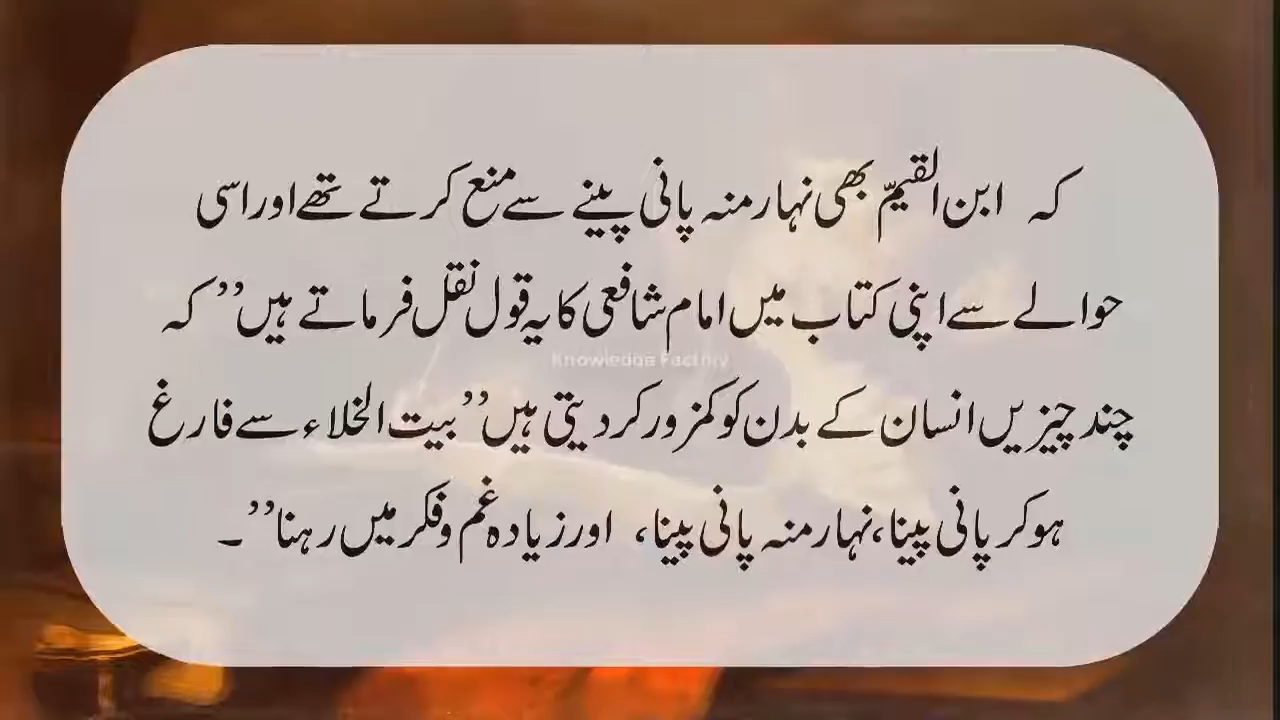 کہ ابن القیمؒ بھی نہار منہ پانی پینے سے منع کرتے تھے اور اسی
حوالے سے اپنی کتاب میں امام شافعی کا یہ قول نقل فرماتے ہیں’’ کہ
Knowledge Factory
چند چیزیں انسان کے بدن کو کمزور کر دیتی ہیں’’ بیت الخلاء سے فارغ
ہو کر پانی پینا، نہار منہ پانی پینا، اور زیادہ غم و فکر میں رہنا’’۔